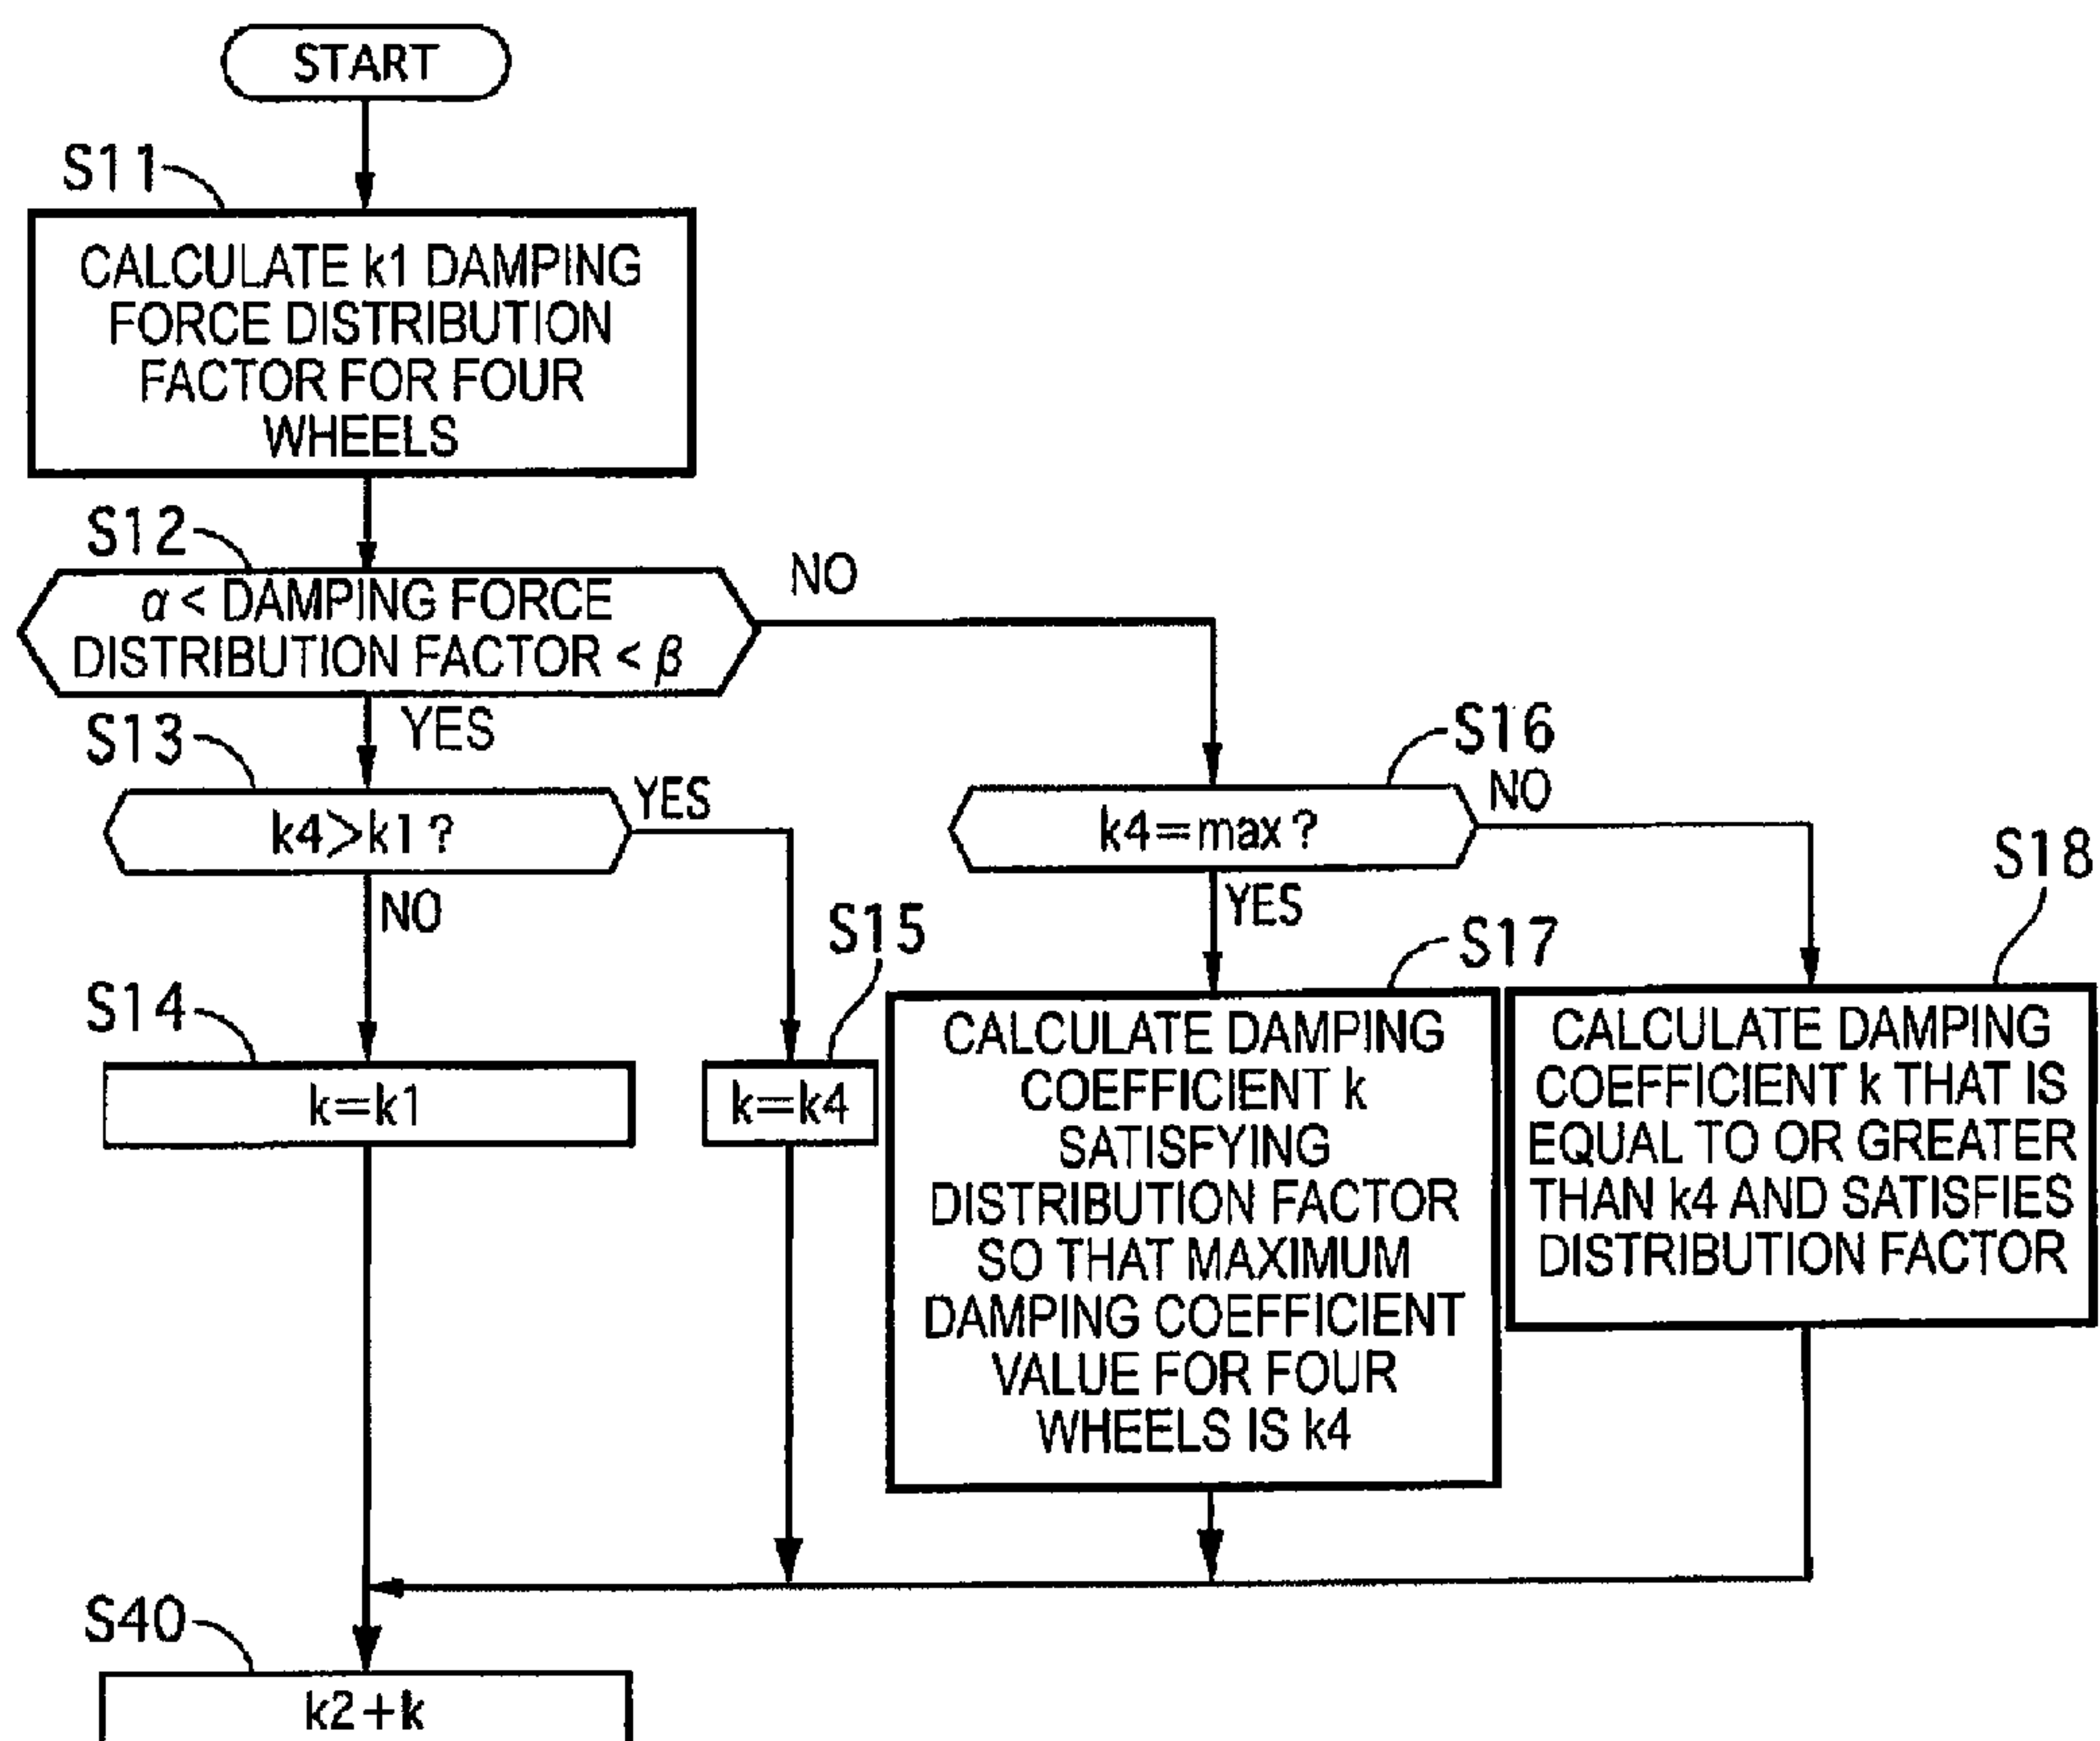 START
S11
CALCULATE k1 DAMPING
FORCE DISTRIBUTION
FACTOR FOR FOUR
WHEELS
S12
α < DAMPING FORCE
DISTRIBUTION FACTOR < β
NO
YES
S13
k4>k1?
YES
NO
S16
k4=max?
NO
YES
S14
k=k1
S15
k=k4
S17
CALCULATE DAMPING
COEFFICIENT k
SATISFYING
DISTRIBUTION FACTOR
SO THAT MAXIMUM
DAMPING COEFFICIENT
VALUE FOR FOUR
WHEELS IS k4
S18
CALCULATE DAMPING
COEFFICIENT k THAT IS
EQUAL TO OR GREATER
THAN k4 AND SATISFIES
DISTRIBUTION FACTOR
S40
k2+k